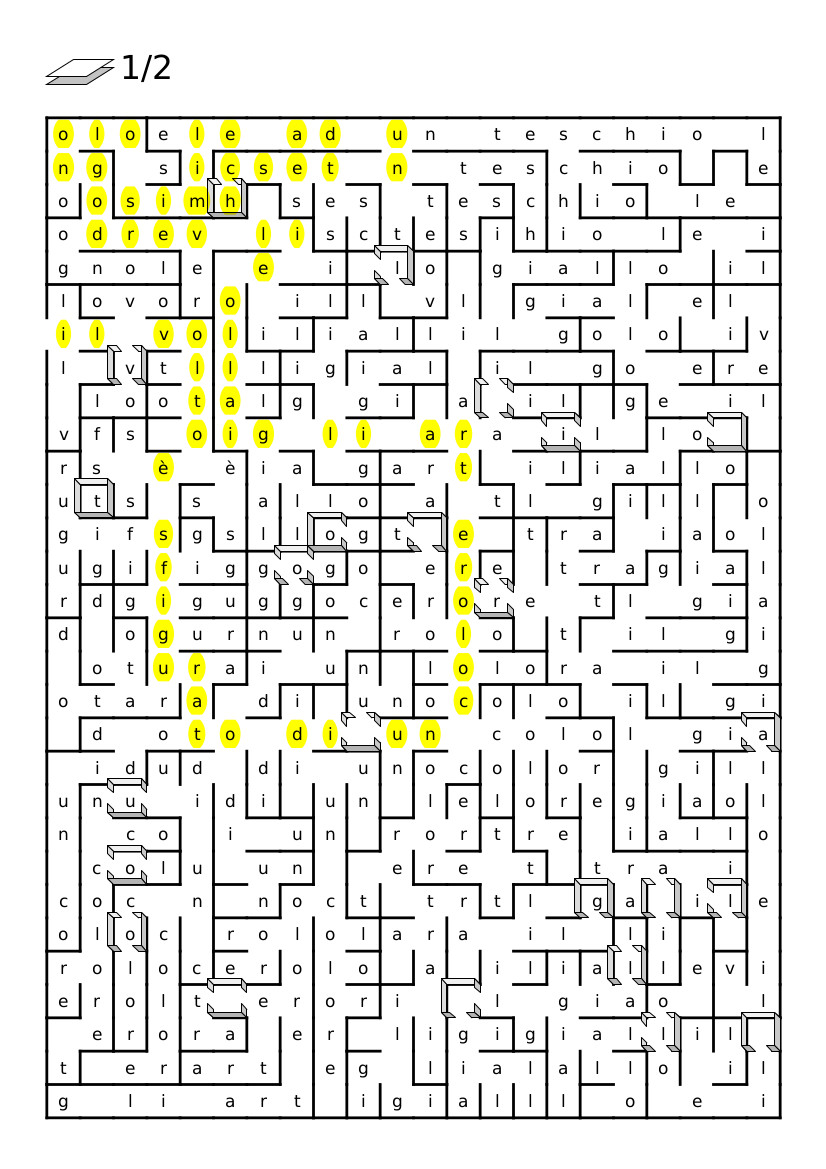 1/2
o l o e l e a d u n t e s c h i o l
n g s i c s e t n t e s c h i o e
o o s i m h s e s t e s c h i o l e
o d r e v l i s c t e s i h i o l e i
g n o l e e i l o g i a l l o i l
l o v o r o i l l v l g i a l e l
i l v o l i l i a l l i l g o l o i v
l v t l l l i g i a l i l g o e r e
l o o t a l g g i a i l g e i l
v f s o i g l i a r a i l l o
r s è è i a g a r t i l i a l l o
u t s s a l l o a t l g i l l o
g i f s g s l l o g t e t r a i a o l
u g i f i g g o g o e r e t r a g i a l
r d g i g u g g o c e r o r e t l g i a
d o g u r n u n r o l o t i l g i
o t u r a i u n l o l o r a i l g
o t a r a d i u n o c o l o i l g i
d o t o d i u n c o l o l g i a
i d u d d i u n o c o l o r g i l l
u n u i d i u n l e l o r e g i a o l
n c o i u n r o r t r e i a l l o
c o l u u n e r e t t r a i
c o c n n o c t t r t l g a i l e
o l o c r o l o l a r a i l l i
r o l o c e r o l o a i l i a l l e v i
e r o l t e r o r i l g i a o l
e r o r a e r l i g i g i a l l i l
t e r a r t e g l i a l a l l o i l
g l i a r t i g i a l l l o e i